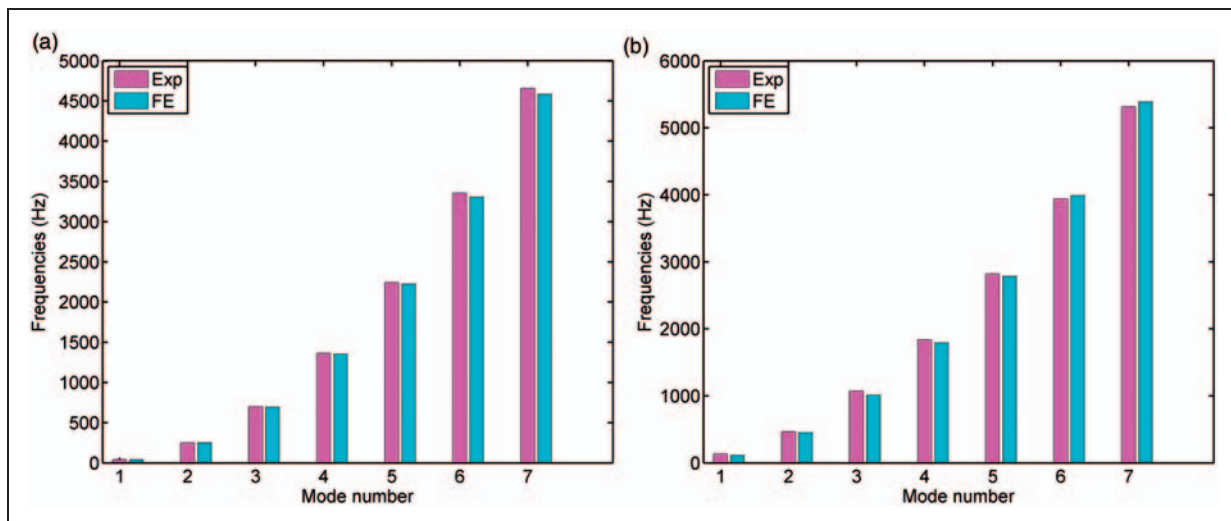 (a)
5000
4500
4000
3500
3000
2500
2000
1500
1000
500
0
Frequencies (Hz)
Exp
FE
1 2 3 4 5 6 7
Mode number
(b)
6000
5000
4000
3000
2000
1000
0
Frequencies (Hz)
Exp
FE
1 2 3 4 5 6 7
Mode number